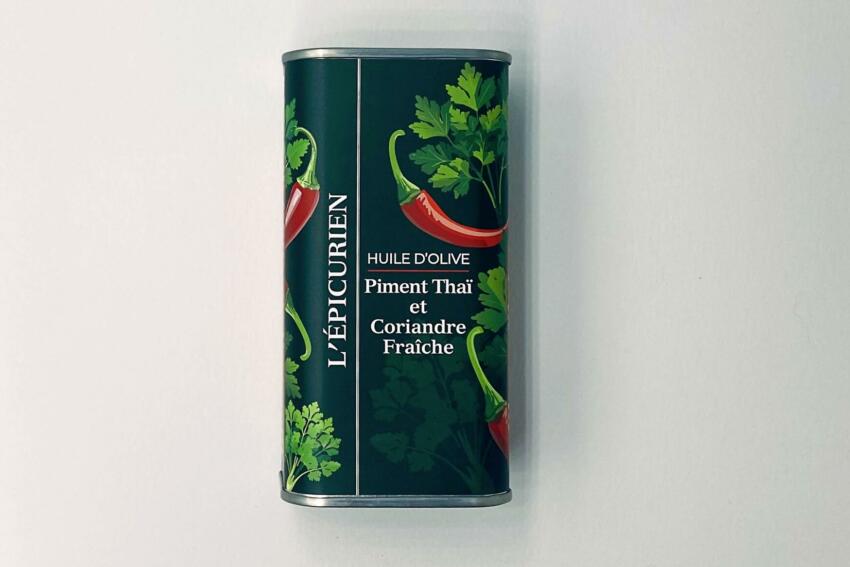 L'ÉPICURIEN
HUILE D'OLIVE
Piment Thaï
et
Coriandre
Fraîche